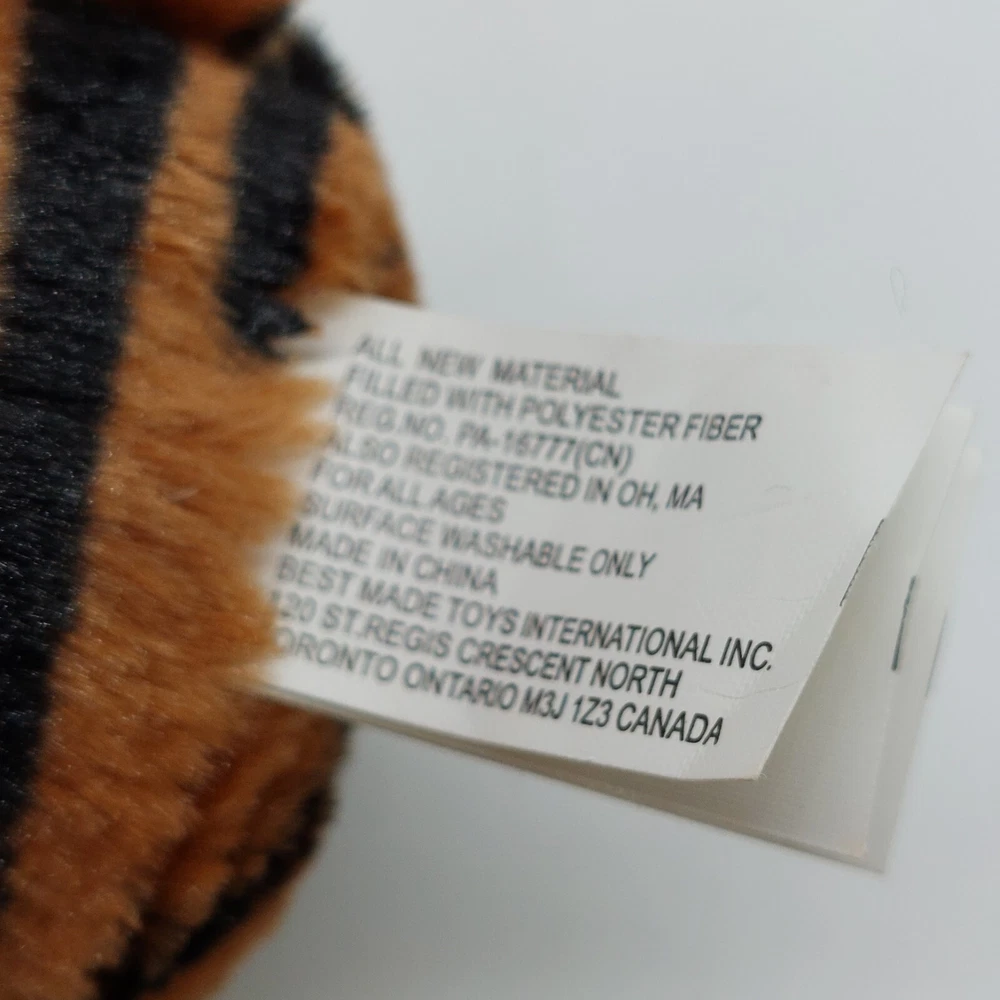 ALL NEW MATERIAL
FILLED WITH POLYESTER FIBER
REG.NO. PA-16777(CN)
ALSO REGISTERED IN OH, MA
FOR ALL AGES
SURFACE WASHABLE ONLY
MADE IN CHINA
BEST MADE TOYS INTERNATIONAL INC.
120 ST.REGIS CRESCENT NORTH
TORONTO ONTARIO M3J 1Z3 CANADA